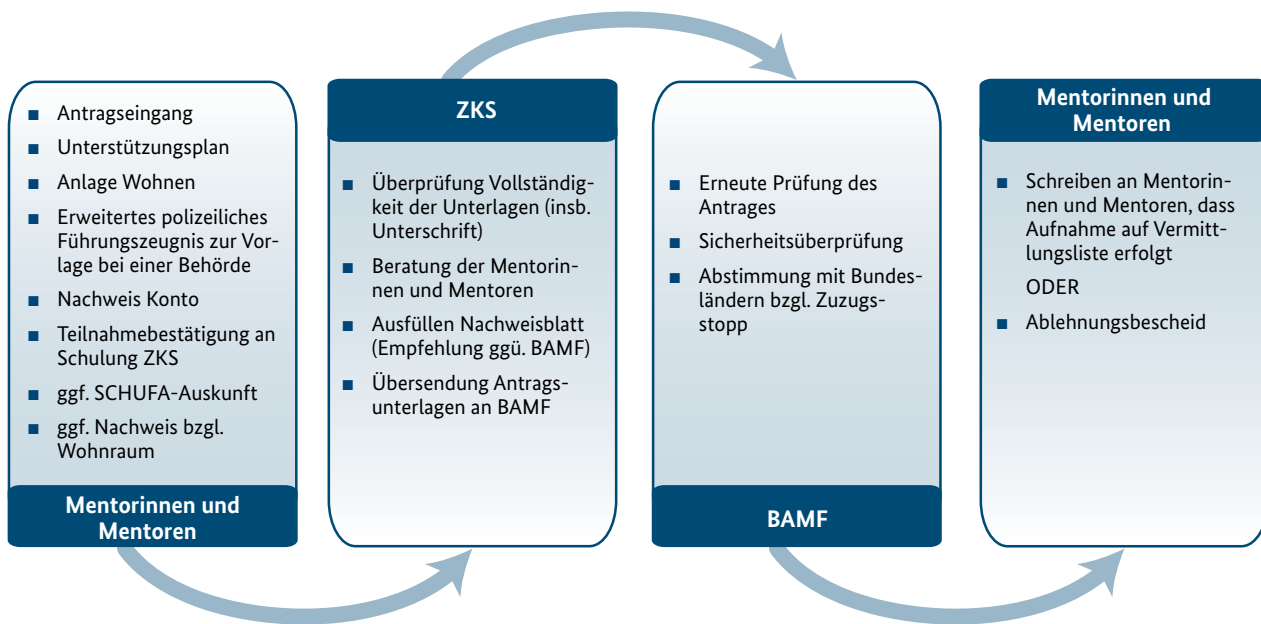 Antragseingang
Unterstützungsplan
Anlage Wohnen
Erweitertes polizeiliches
Führungszeugnis zur Vor-
lage bei einer Behörde
Nachweis Konto
Teilnahmebestätigung an
Schulung ZKS
ggf. SCHUFA-Auskunft
ggf. Nachweis bzgl.
Wohnraum
Mentorinnen und
Mentoren
ZKS
Überprüfung Vollständig-
keit der Unterlagen (insb.
Unterschrift)
Beratung der Mentorin-
nen und Mentoren
Ausfüllen Nachweisblatt
(Empfehlung ggü. BAMF)
Übersendung Antrags-
unterlagen an BAMF
Erneute Prüfung des
Antrages
Sicherheitsüberprüfung
Abstimmung mit Bundes-
ländern bzgl. Zuzugs-
stopp
BAMF
Mentorinnen und
Mentoren
Schreiben an Mentorin-
nen und Mentoren, dass
Aufnahme auf Vermitt-
lungsliste erfolgt
ODER
Ablehnungsbescheid